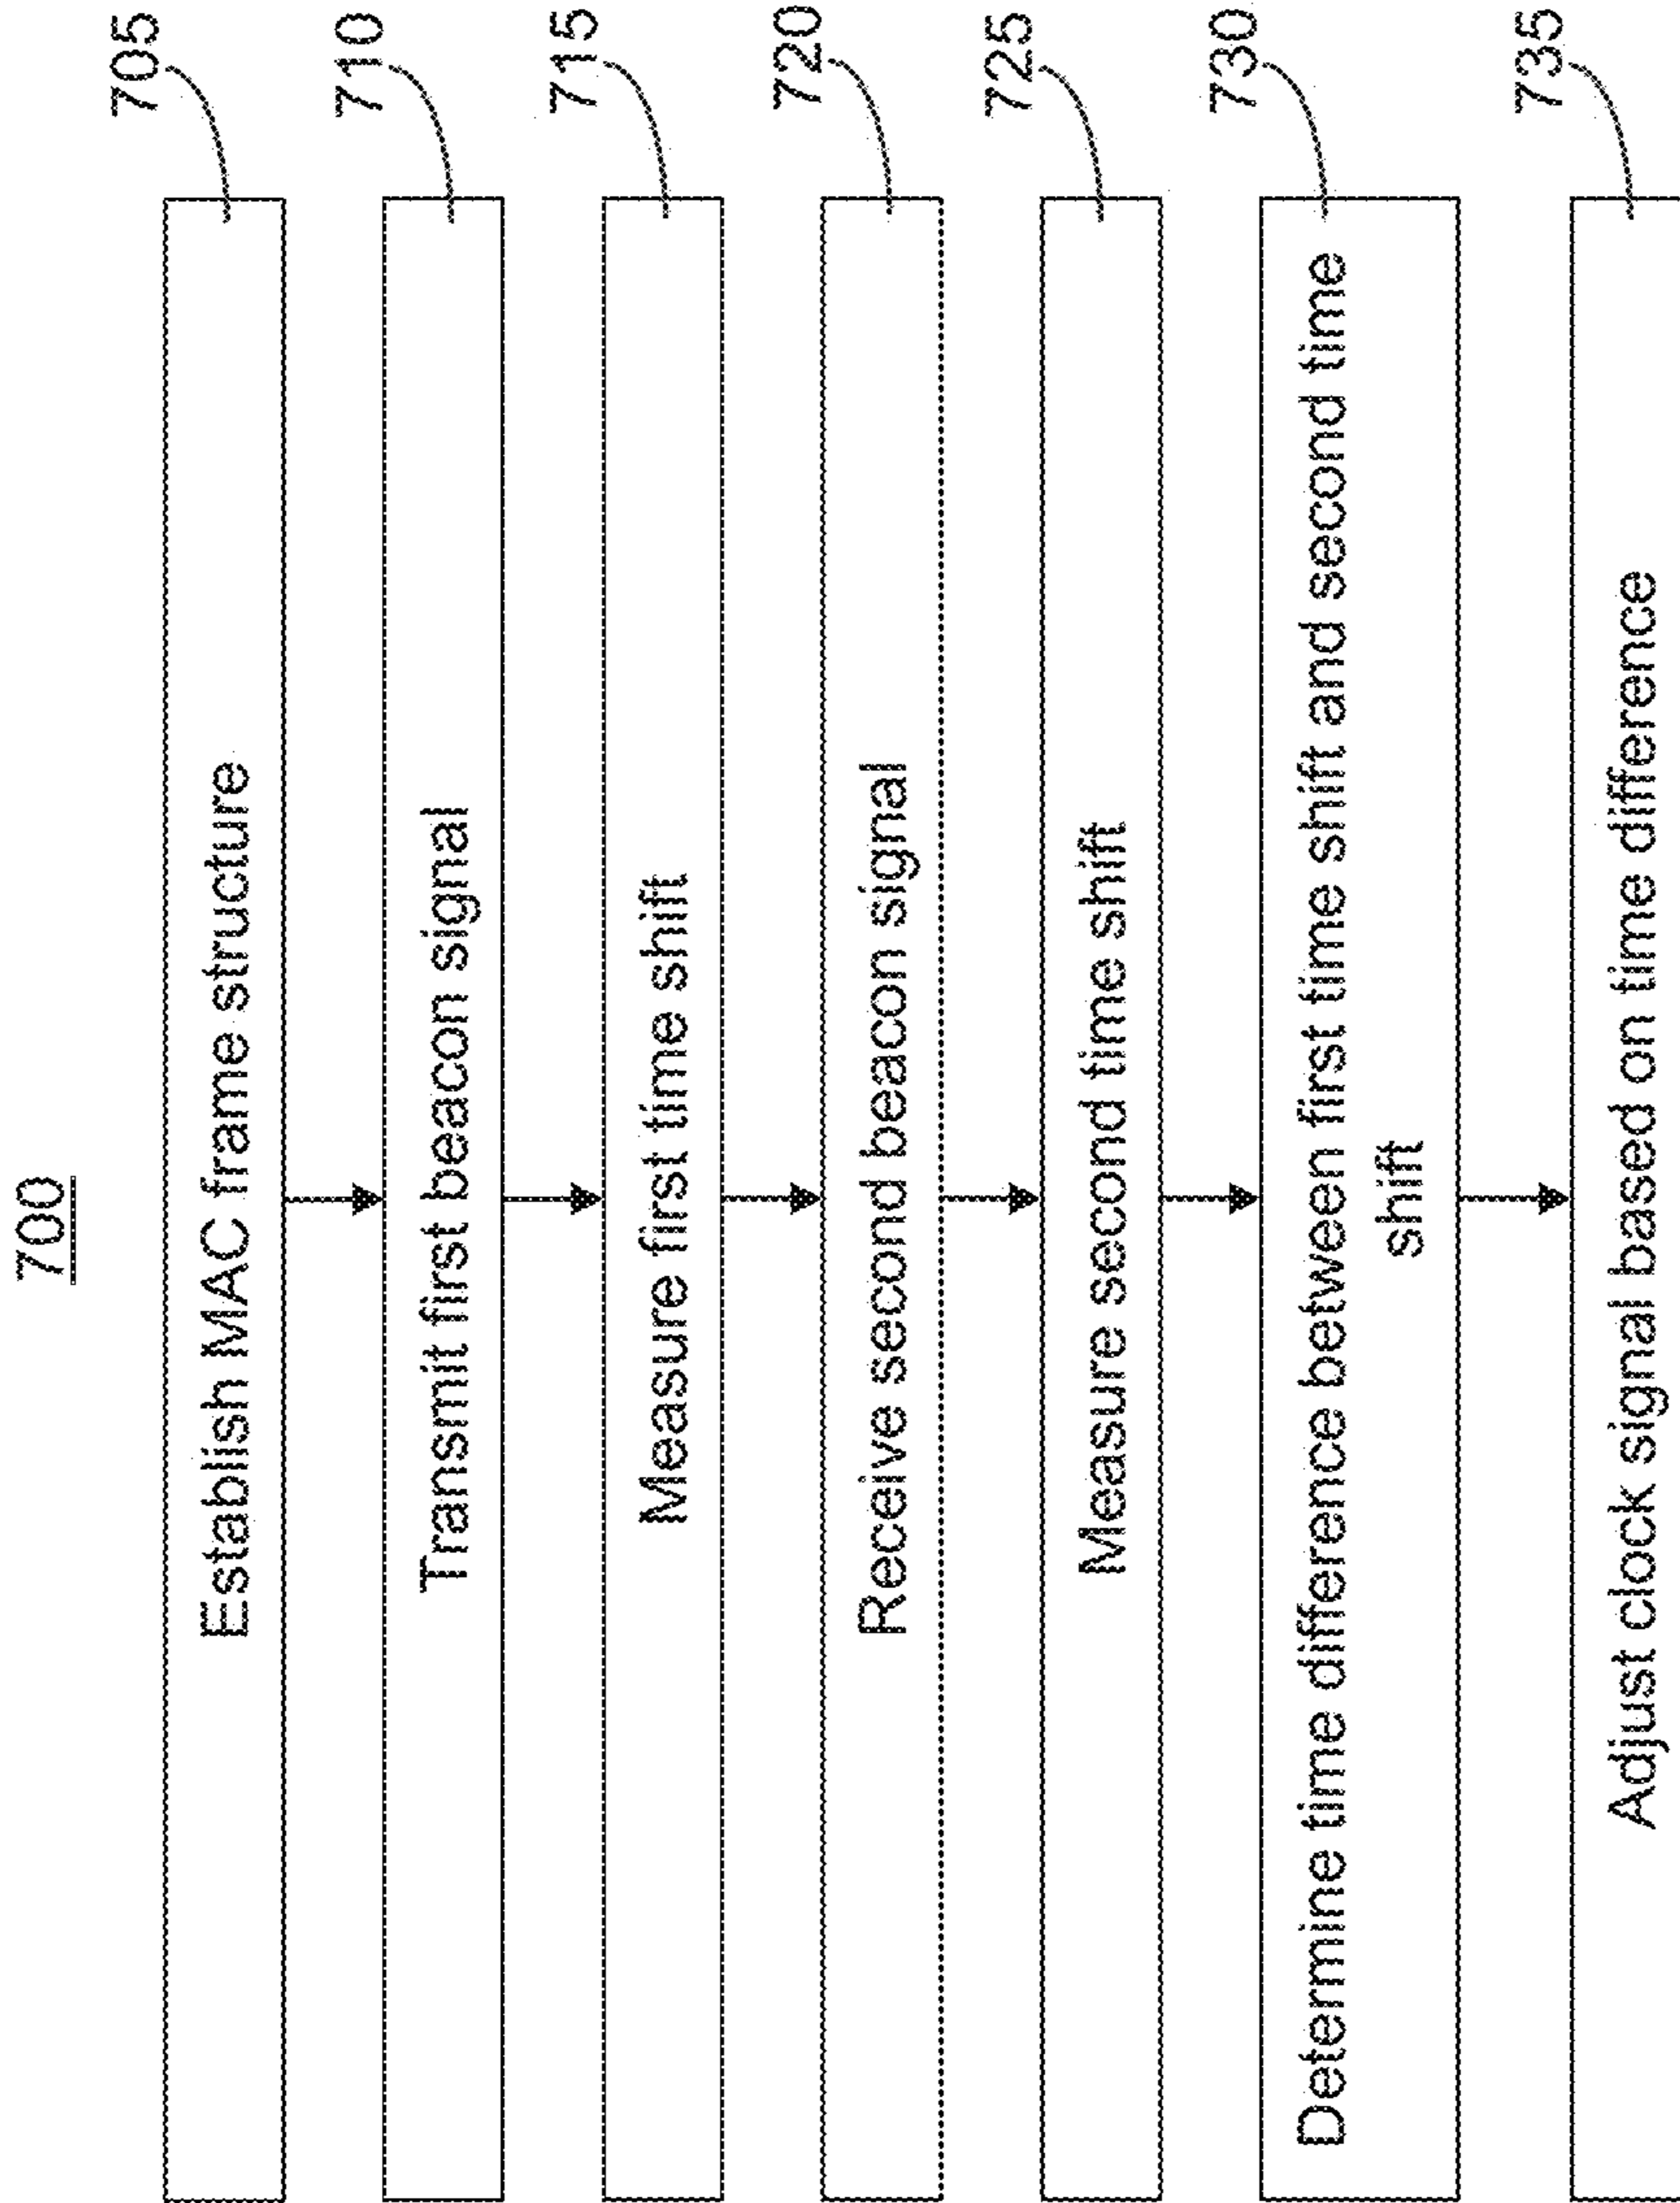 700
Establish MAC frame structure
705
Transmit first beacon signal
710
Measure first time shift
715
Receive second beacon signal
720
Measure second time shift
725
Determine time difference between first time shift and second time
shift
730
Adjust clock signal based on time difference
735